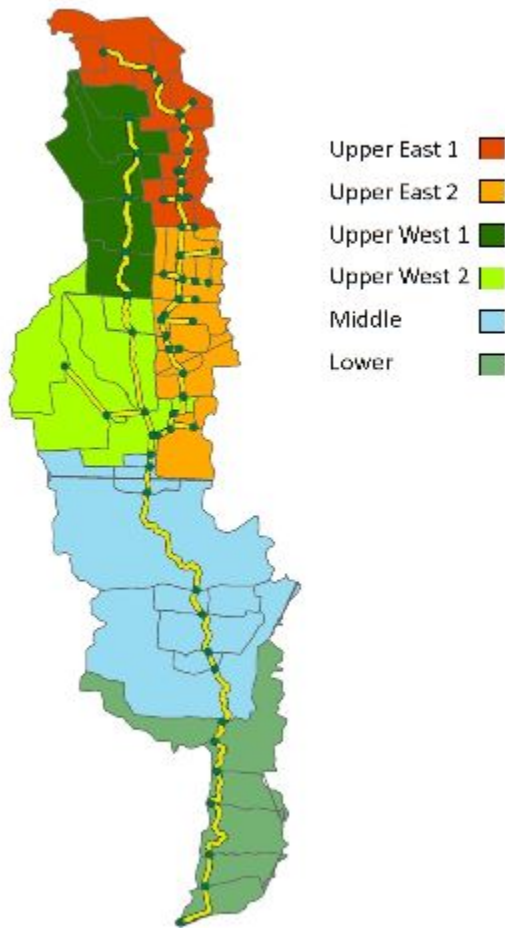 Upper East 1
Upper East 2
Upper West 1
Upper West 2
Middle
Lower